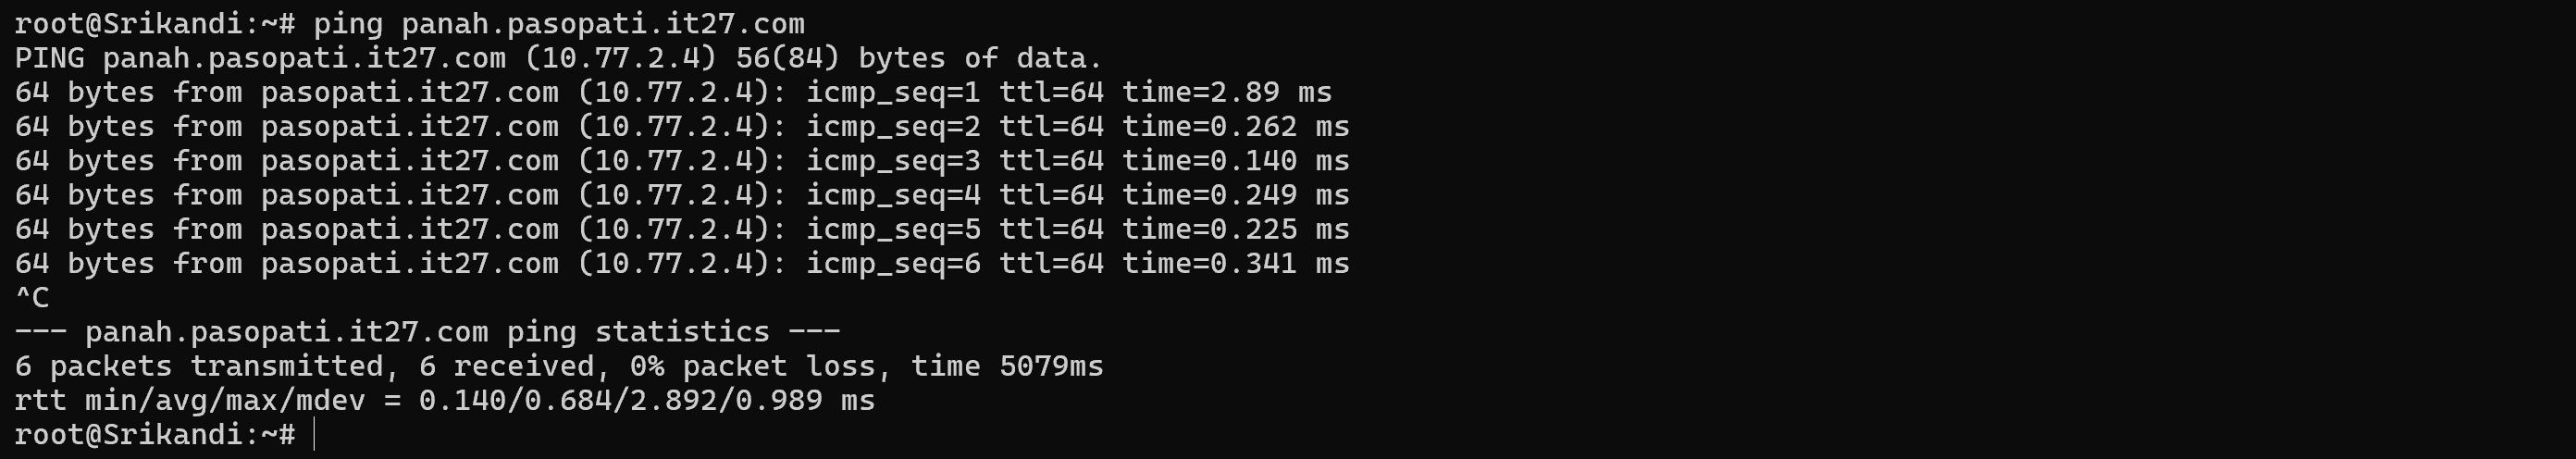 root@Srikandi:~# ping panah.pasopati.it27.com
PING panah.pasopati.it27.com (10.77.2.4) 56(84) bytes of data.
64 bytes from pasopati.it27.com (10.77.2.4): icmp_seq=1 ttl=64 time=2.89 ms
64 bytes from pasopati.it27.com (10.77.2.4): icmp_seq=2 ttl=64 time=0.262 ms
64 bytes from pasopati.it27.com (10.77.2.4): icmp_seq=3 ttl=64 time=0.140 ms
64 bytes from pasopati.it27.com (10.77.2.4): icmp_seq=4 ttl=64 time=0.249 ms
64 bytes from pasopati.it27.com (10.77.2.4): icmp_seq=5 ttl=64 time=0.225 ms
64 bytes from pasopati.it27.com (10.77.2.4): icmp_seq=6 ttl=64 time=0.341 ms
^C
--- panah.pasopati.it27.com ping statistics ---
6 packets transmitted, 6 received, 0% packet loss, time 5079ms
rtt min/avg/max/mdev = 0.140/0.684/2.892/0.989 ms
root@Srikandi:~#